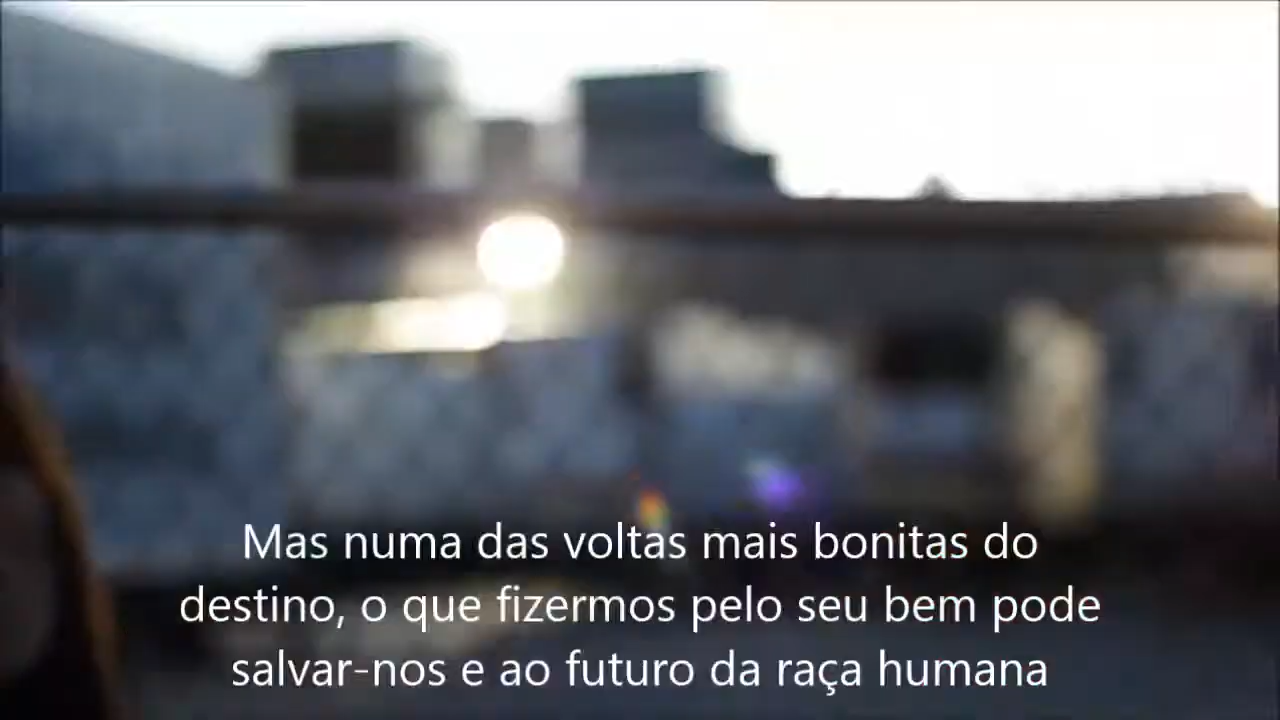 Mas numa das voltas mais bonitas do
destino, o que fizermos pelo seu bem pode
salvar-nos e ao futuro da raça humana